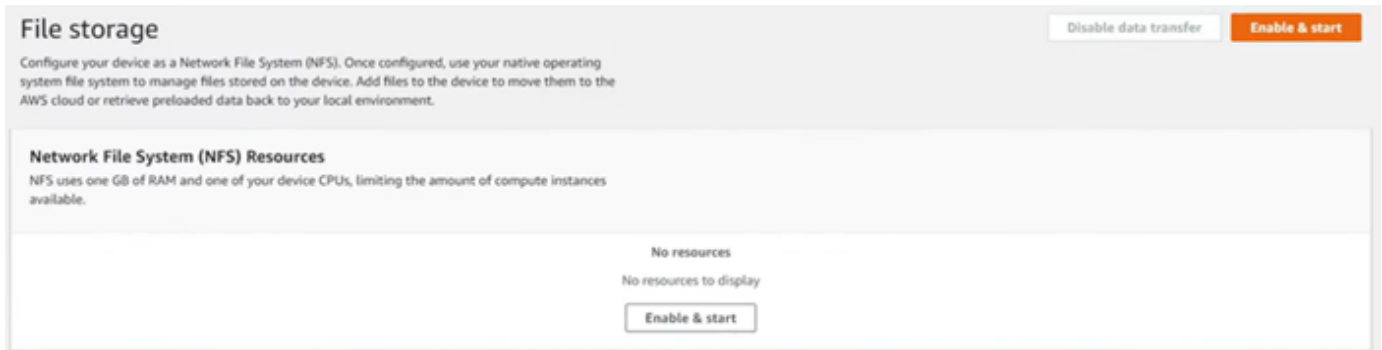 File storage
Disable data transfer
Enable & start
Configure your device as a Network File System (NFS). Once configured, use your native operating
system file system to manage files stored on the device. Add files to the device to move them to the
AWS cloud or retrieve preloaded data back to your local environment.
Network File System (NFS) Resources
NFS uses one GB of RAM and one of your device CPUs, limiting the amount of compute instances
available.
No resources
No resources to display
Enable & start